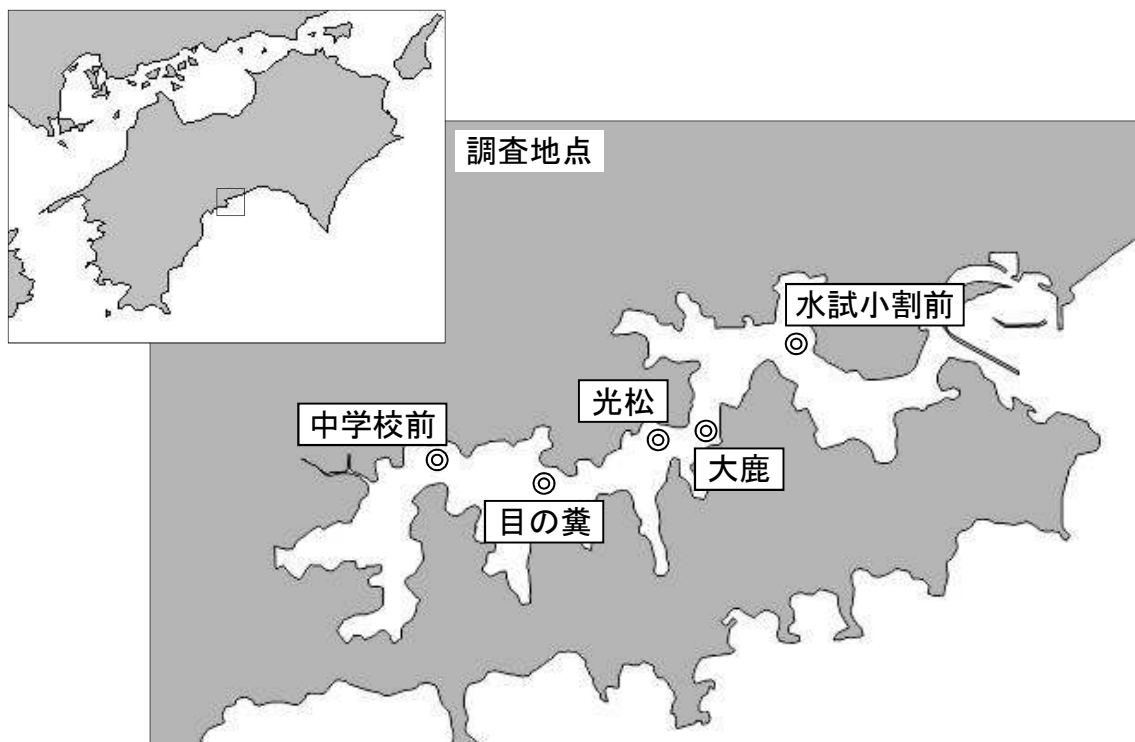 調査地点
水試小割前
光松
中学校前
大鹿
目の糞